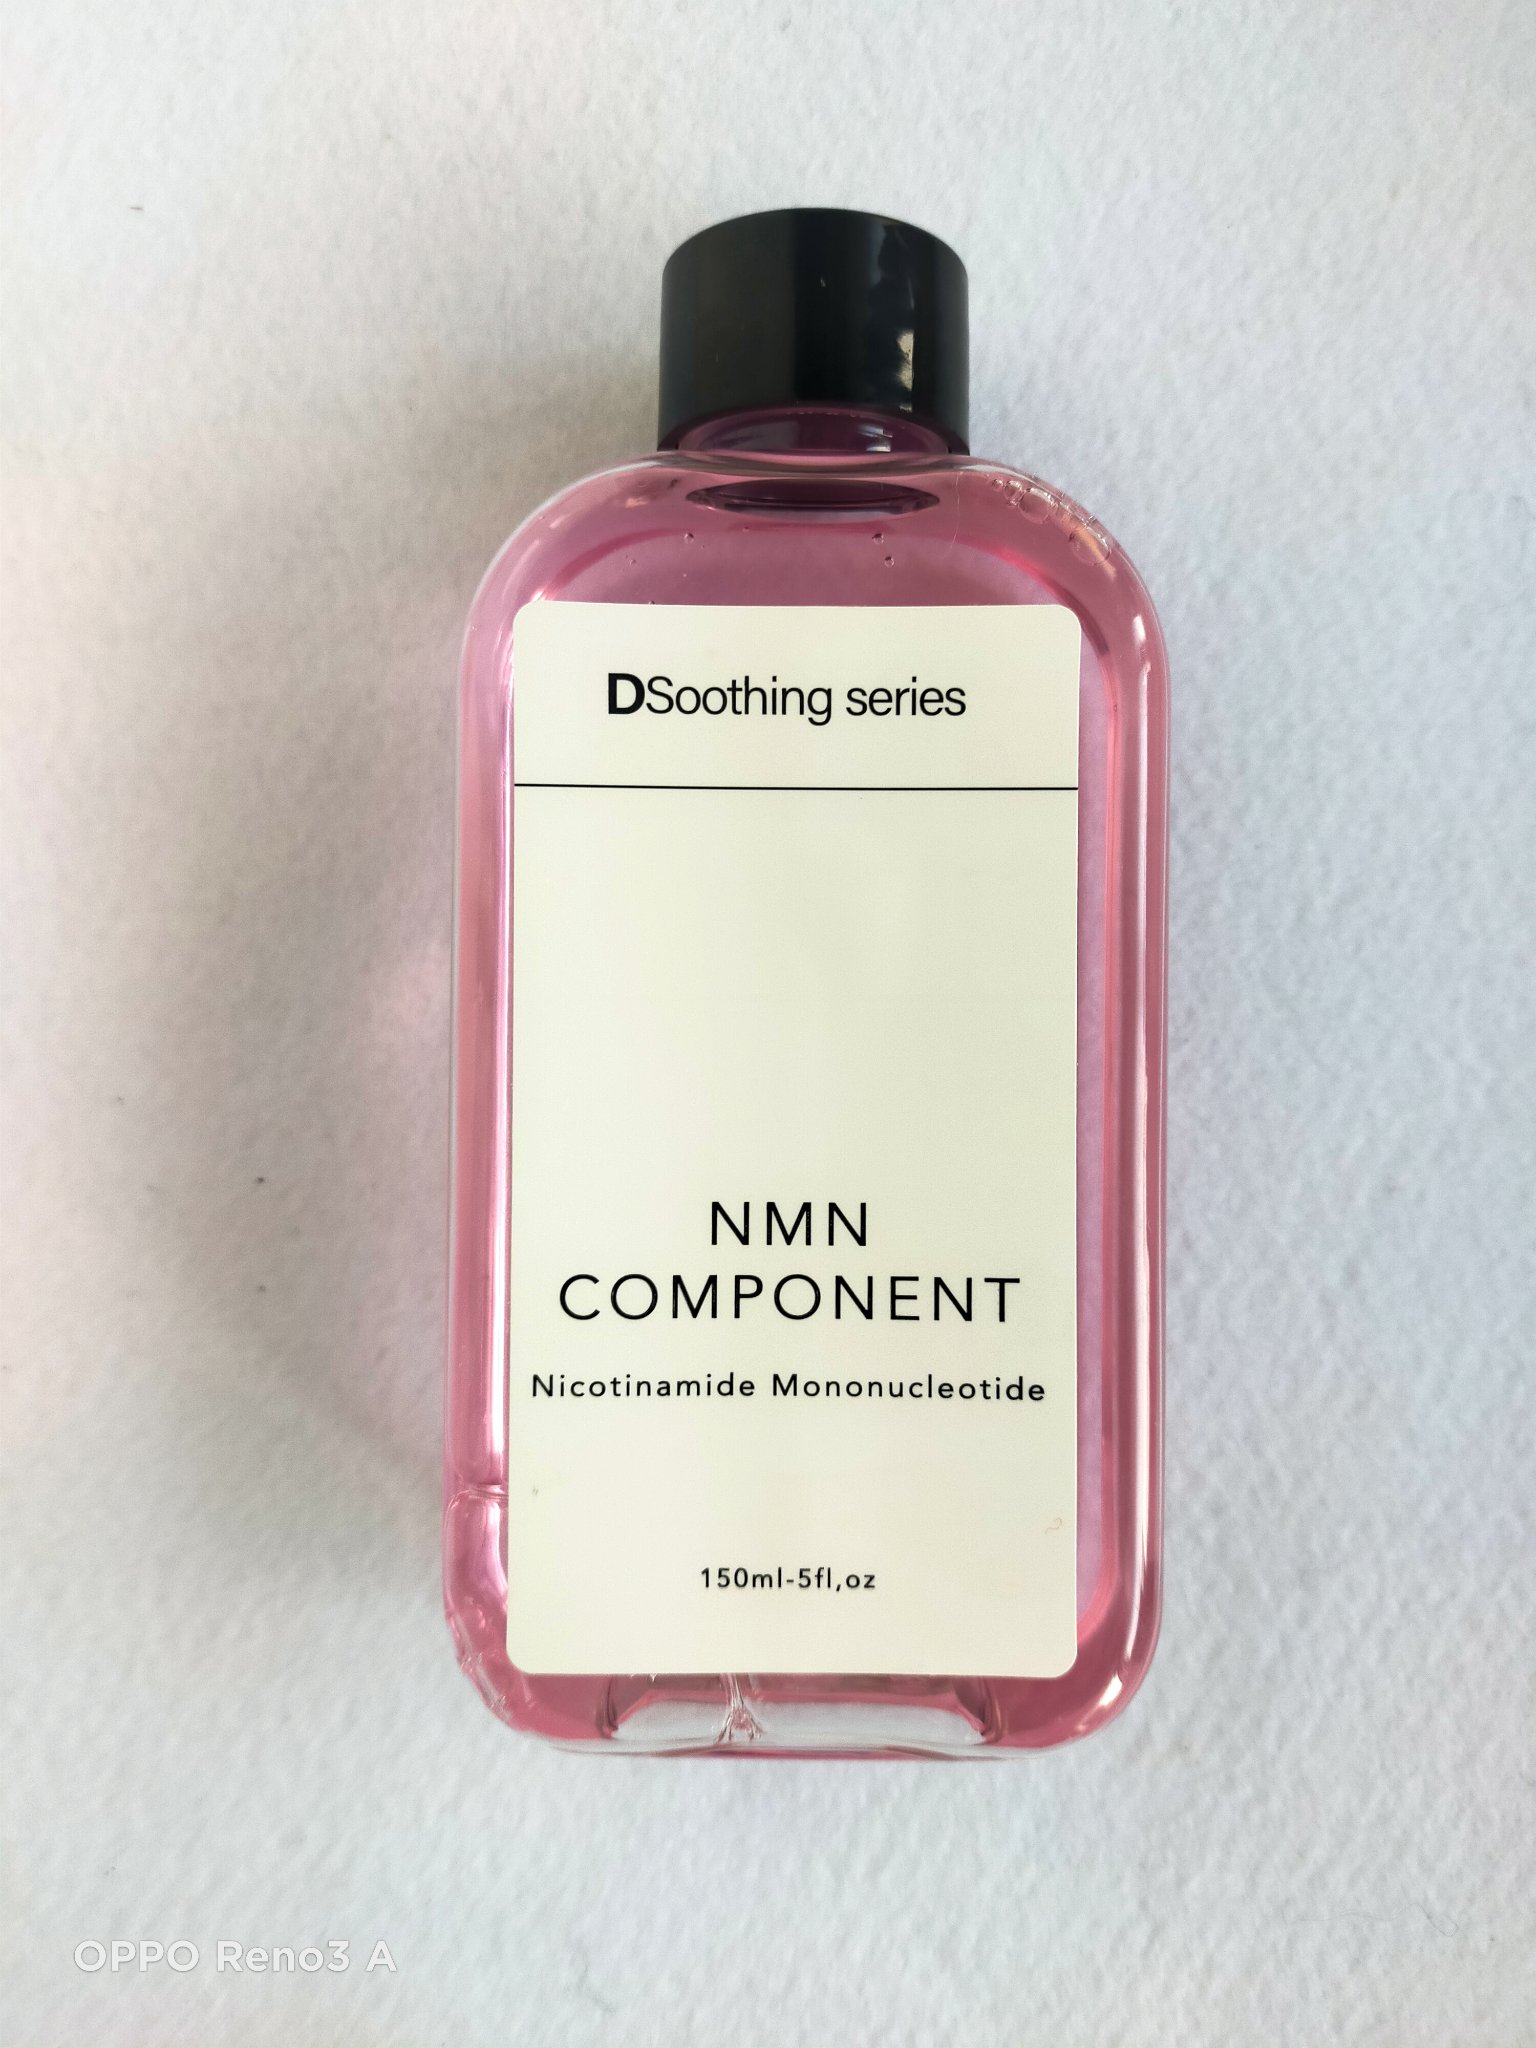 DSoothing series
NMN
COMPONENT
Nicotinamide Mononucleotide
150ml-5fl,oz
OPPO Reno3 A